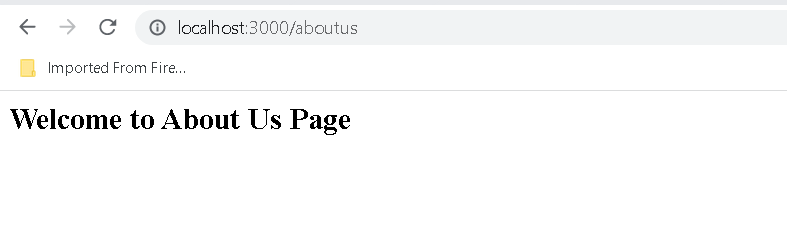 localhost:3000/aboutus
Imported From Fire...
Welcome to About Us Page